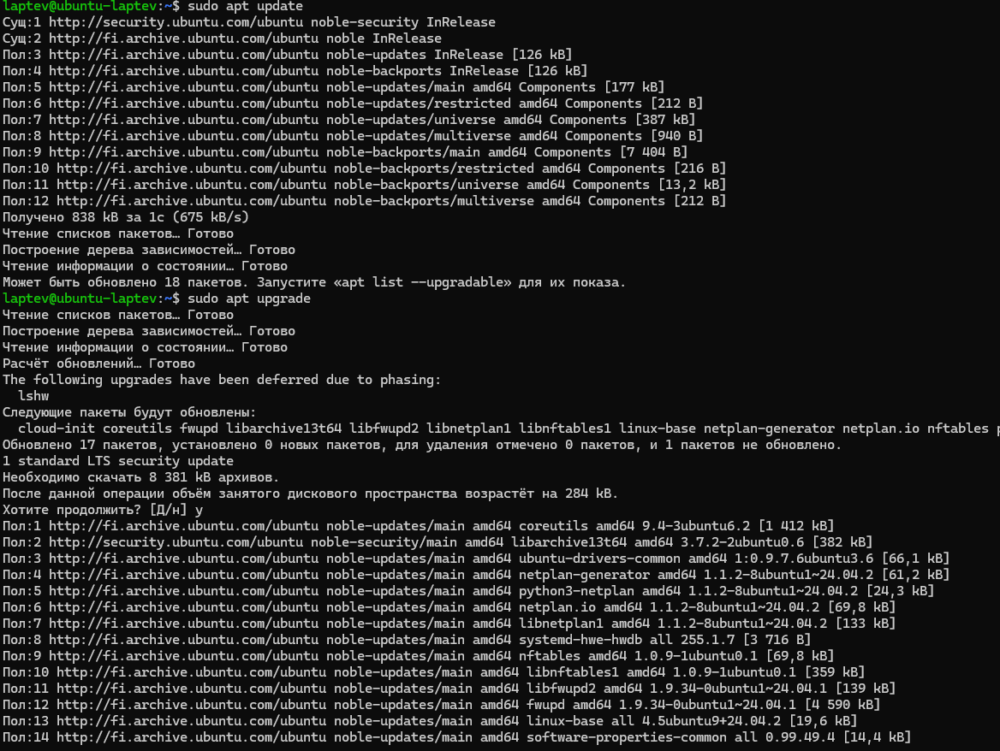 laptev@ubuntu-laptev:~$ sudo apt update
Сущ:1 http://security.ubuntu.com/ubuntu noble-security InRelease
Сущ:2 http://fi.archive.ubuntu.com/ubuntu noble InRelease
Пол:3 http://fi.archive.ubuntu.com/ubuntu noble-updates InRelease [126 kB]
Пол:4 http://fi.archive.ubuntu.com/ubuntu noble-backports InRelease [126 kB]
Пол:5 http://fi.archive.ubuntu.com/ubuntu noble-updates/main amd64 Components [177 kB]
Пол:6 http://fi.archive.ubuntu.com/ubuntu noble-updates/restricted amd64 Components [212 B]
Пол:7 http://fi.archive.ubuntu.com/ubuntu noble-updates/universe amd64 Components [387 kB]
Пол:8 http://fi.archive.ubuntu.com/ubuntu noble-updates/multiverse amd64 Components [940 B]
Пол:9 http://fi.archive.ubuntu.com/ubuntu noble-backports/main amd64 Components [7 404 B]
Пол:10 http://fi.archive.ubuntu.com/ubuntu noble-backports/restricted amd64 Components [216 B]
Пол:11 http://fi.archive.ubuntu.com/ubuntu noble-backports/universe amd64 Components [13,2 kB]
Пол:12 http://fi.archive.ubuntu.com/ubuntu noble-backports/multiverse amd64 Components [212 B]
Получено 838 kB за 1с (675 kB/s)
Чтение списков пакетов… Готово
Построение дерева зависимостей… Готово
Чтение информации о состоянии… Готово
Может быть обновлено 18 пакетов. Запустите «apt list --upgradable» для их показа.
laptev@ubuntu-laptev:~$ sudo apt upgrade
Чтение списков пакетов… Готово
Построение дерева зависимостей… Готово
Чтение информации о состоянии… Готово
Расчёт обновлений… Готово
The following upgrades have been deferred due to phasing:
  lshw
Следующие пакеты будут обновлены:
  cloud-init coreutils fwupd libarchive13t64 libfwupd2 libnetplan1 libnftables1 linux-base netplan-generator netplan.io nftables
Обновлено 17 пакетов, установлено 0 новых пакетов, для удаления отмечено 0 пакетов, и 1 пакетов не обновлено.
1 standard LTS security update
Необходимо скачать 8 381 kB архивов.
После данной операции объём занятого дискового пространства возрастёт на 284 kB.
Хотите продолжить? [Д/н] y
Пол:1 http://fi.archive.ubuntu.com/ubuntu noble-updates/main amd64 coreutils amd64 9.4-3ubuntu6.2 [1 412 kB]
Пол:2 http://security.ubuntu.com/ubuntu noble-security/main amd64 libarchive13t64 amd64 3.7.2-2ubuntu0.6 [382 kB]
Пол:3 http://fi.archive.ubuntu.com/ubuntu noble-updates/main amd64 ubuntu-drivers-common amd64 1:0.9.7.6ubuntu3.6 [66,1 kB]
Пол:4 http://fi.archive.ubuntu.com/ubuntu noble-updates/main amd64 netplan-generator amd64 1.1.2-8ubuntu1~24.04.2 [61,2 kB]
Пол:5 http://fi.archive.ubuntu.com/ubuntu noble-updates/main amd64 python3-netplan amd64 1.1.2-8ubuntu1~24.04.2 [24,3 kB]
Пол:6 http://fi.archive.ubuntu.com/ubuntu noble-updates/main amd64 netplan.io amd64 1.1.2-8ubuntu1~24.04.2 [69,8 kB]
Пол:7 http://fi.archive.ubuntu.com/ubuntu noble-updates/main amd64 libnetplan1 amd64 1.1.2-8ubuntu1~24.04.2 [133 kB]
Пол:8 http://fi.archive.ubuntu.com/ubuntu noble-updates/main amd64 systemd-hwe-hwdb all 255.1.7 [3 716 B]
Пол:9 http://fi.archive.ubuntu.com/ubuntu noble-updates/main amd64 nftables amd64 1.0.9-1ubuntu0.1 [69,8 kB]
Пол:10 http://fi.archive.ubuntu.com/ubuntu noble-updates/main amd64 libnftables1 amd64 1.0.9-1ubuntu0.1 [359 kB]
Пол:11 http://fi.archive.ubuntu.com/ubuntu noble-updates/main amd64 libfwupd2 amd64 1.9.34-0ubuntu1~24.04.1 [139 kB]
Пол:12 http://fi.archive.ubuntu.com/ubuntu noble-updates/main amd64 fwupd amd64 1.9.34-0ubuntu1~24.04.1 [4 590 kB]
Пол:13 http://fi.archive.ubuntu.com/ubuntu noble-updates/main amd64 linux-base all 4.5ubuntu9+24.04.2 [19,6 kB]
Пол:14 http://fi.archive.ubuntu.com/ubuntu noble-updates/main amd64 software-properties-common all 0.99.49.4 [14,4 kB]